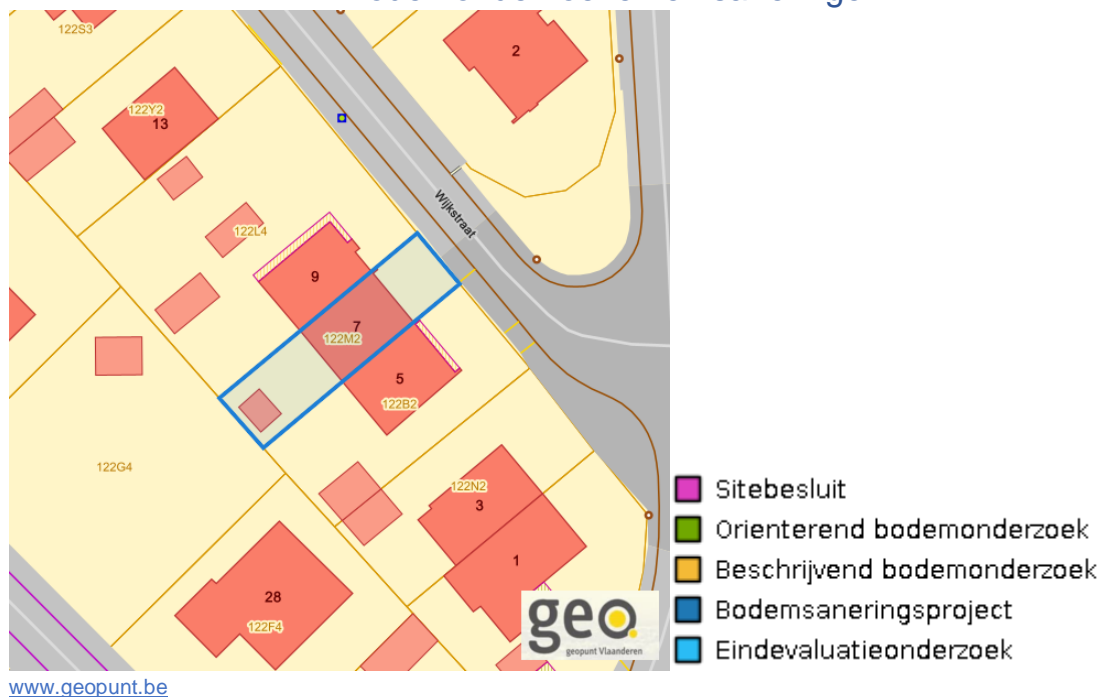 122S3
2
122Y2
13
Wijkstraat
122L4
9
7
122M2
5
122B2
122G4
122N2
3
1
28
122F4
geo.
geopunt Vlaanderen
Sitebesluit
Orienterend bodemonderzoek
Beschrijvend bodemonderzoek
Bodemsaneringsproject
Eindevaluatieonderzoek
www.geopunt.be